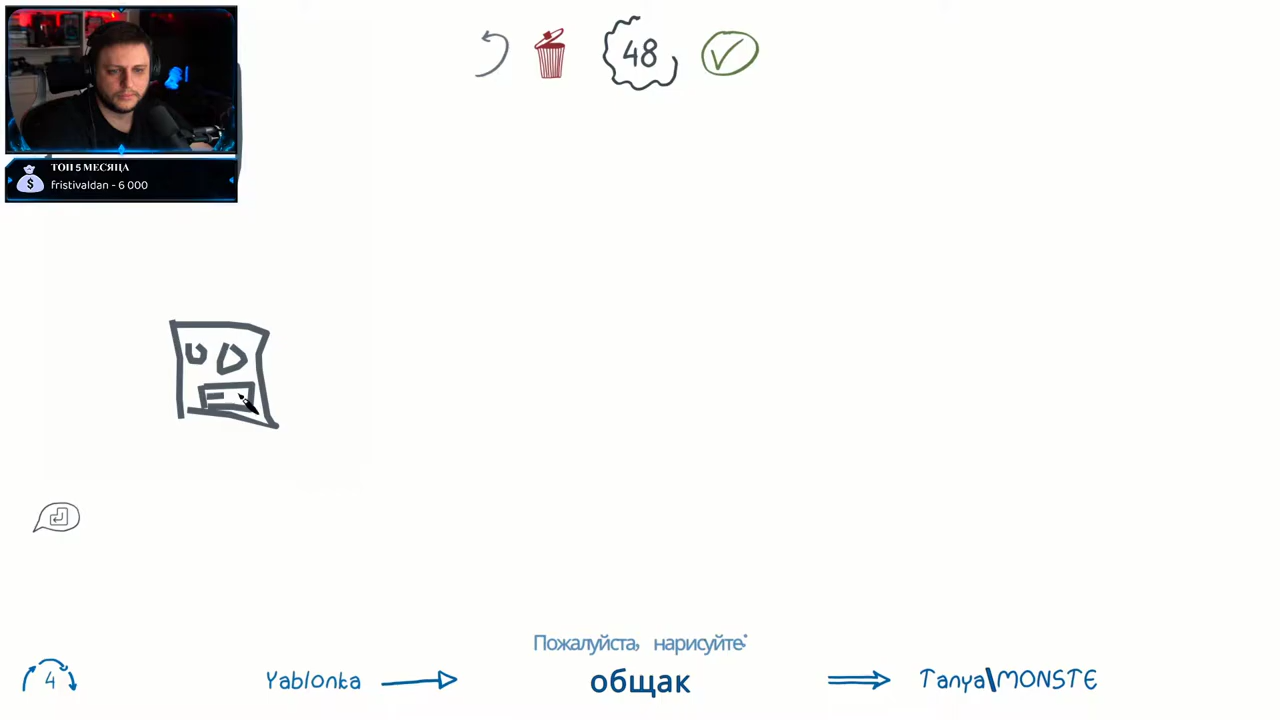 48
ТОП 5 МЕСЯЦА
$ fristivaldan - 6 000
Пожалуйста, нарисуйте:
4 Yablonka общак Tanya\MONSTE